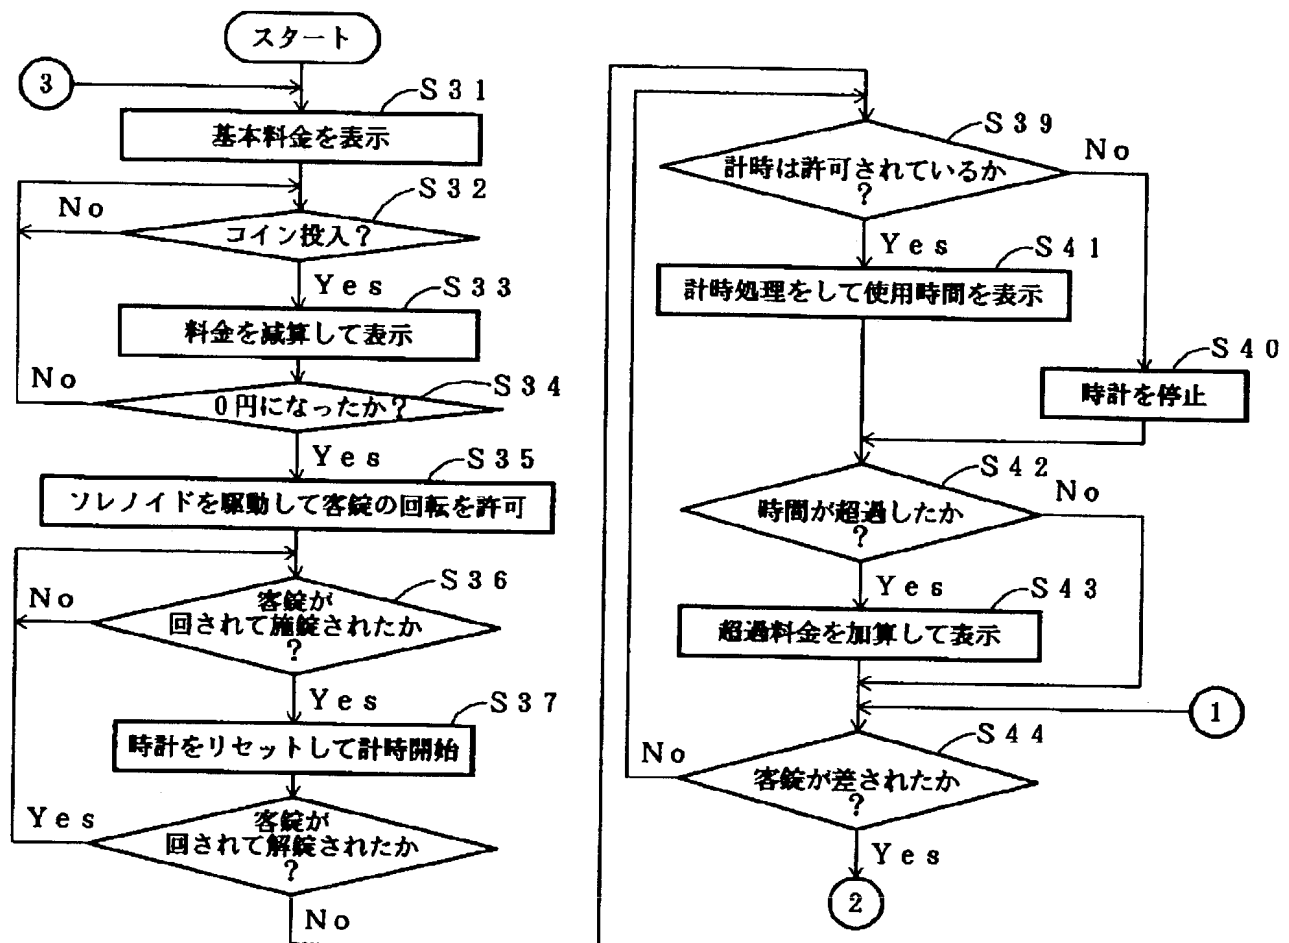 スタート
3
S31
基本料金を表示
S32
No
コイン投入?
Yes
S33
料金を減算して表示
No
S34
0円になったか?
Yes
S35
ソレノイドを駆動して客錠の回転を許可
S36
No
客錠が
回されて施錠されたか
?
Yes
S37
時計をリセットして計時開始
Yes
客錠が
回されて解錠されたか
?
No
S39
No
計時は許可されているか
?
Yes
S41
計時処理をして使用時間を表示
S40
時計を停止
S42
No
時間が超過したか
?
Yes
S43
超過料金を加算して表示
1
S44
No
客錠が差されたか
?
Yes
2